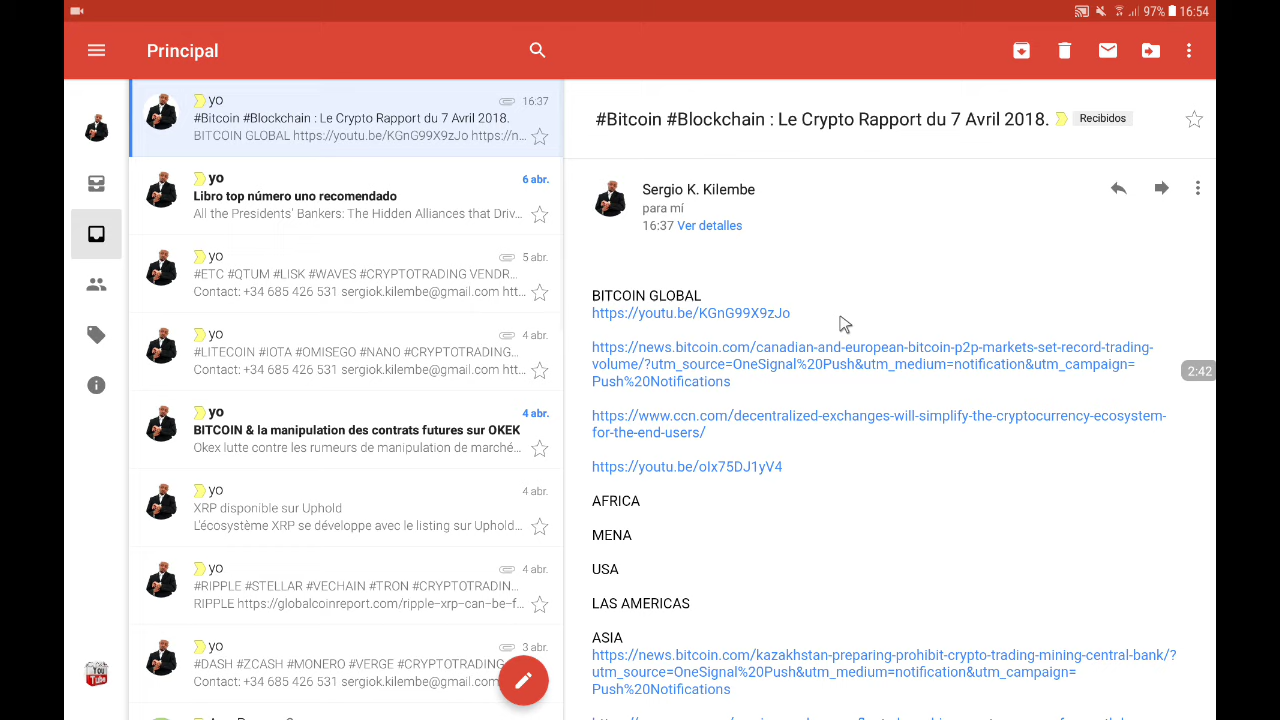 97% 16:54
Principal
yo 16:37
#Bitcoin #Blockchain : Le Crypto Rapport du 7 Avril 2018.
BITCOIN GLOBAL https://youtu.be/KGnG99X9zJo https://n...
yo 6 abr.
Libro top número uno recomendado
All the Presidents' Bankers: The Hidden Alliances that Driv...
yo 5 abr.
#ETC #QTUM #LISK #WAVES #CRYPTOTRADING VENDR...
Contact: +34 685 426 531 sergiok.kilembe@gmail.com htt...
yo 4 abr.
#LITECOIN #IOTA #OMISEGO #NANO #CRYPTOTRADING...
Contact: +34 685 426 531 sergiok.kilembe@gmail.com htt...
yo 4 abr.
BITCOIN & la manipulation des contrats futures sur OKEK
Okex lutte contre les rumeurs de manipulation de marché...
yo 4 abr.
XRP disponible sur Uphold
L'écosystème XRP se développe avec le listing sur Uphold...
yo 4 abr.
#RIPPLE #STELLAR #VECHAIN #TRON #CRYPTOTRADIN...
RIPPLE https://globalcoinreport.com/ripple-xrp-can-be-f...
yo 3 abr.
#DASH #ZCASH #MONERO #VERGE #CRYPTOTRADING
Contact: +34 685 426 531 sergiok.kilembe@gmail.com
You
Tube
#Bitcoin #Blockchain : Le Crypto Rapport du 7 Avril 2018. Recibidos
Sergio K. Kilembe
para mí
16:37 Ver detalles
BITCOIN GLOBAL
https://youtu.be/KGnG99X9zJo
https://news.bitcoin.com/canadian-and-european-bitcoin-p2p-markets-set-record-trading-
volume/?utm_source=OneSignal%20Push&utm_medium=notification&utm_campaign=
Push%20Notifications
2:42
https://www.ccn.com/decentralized-exchanges-will-simplify-the-cryptocurrency-ecosystem-
for-the-end-users/
https://youtu.be/oIx75DJ1yV4
AFRICA
MENA
USA
LAS AMERICAS
ASIA
https://news.bitcoin.com/kazakhstan-preparing-prohibit-crypto-trading-mining-central-bank/?
utm_source=OneSignal%20Push&utm_medium=notification&utm_campaign=
Push%20Notifications